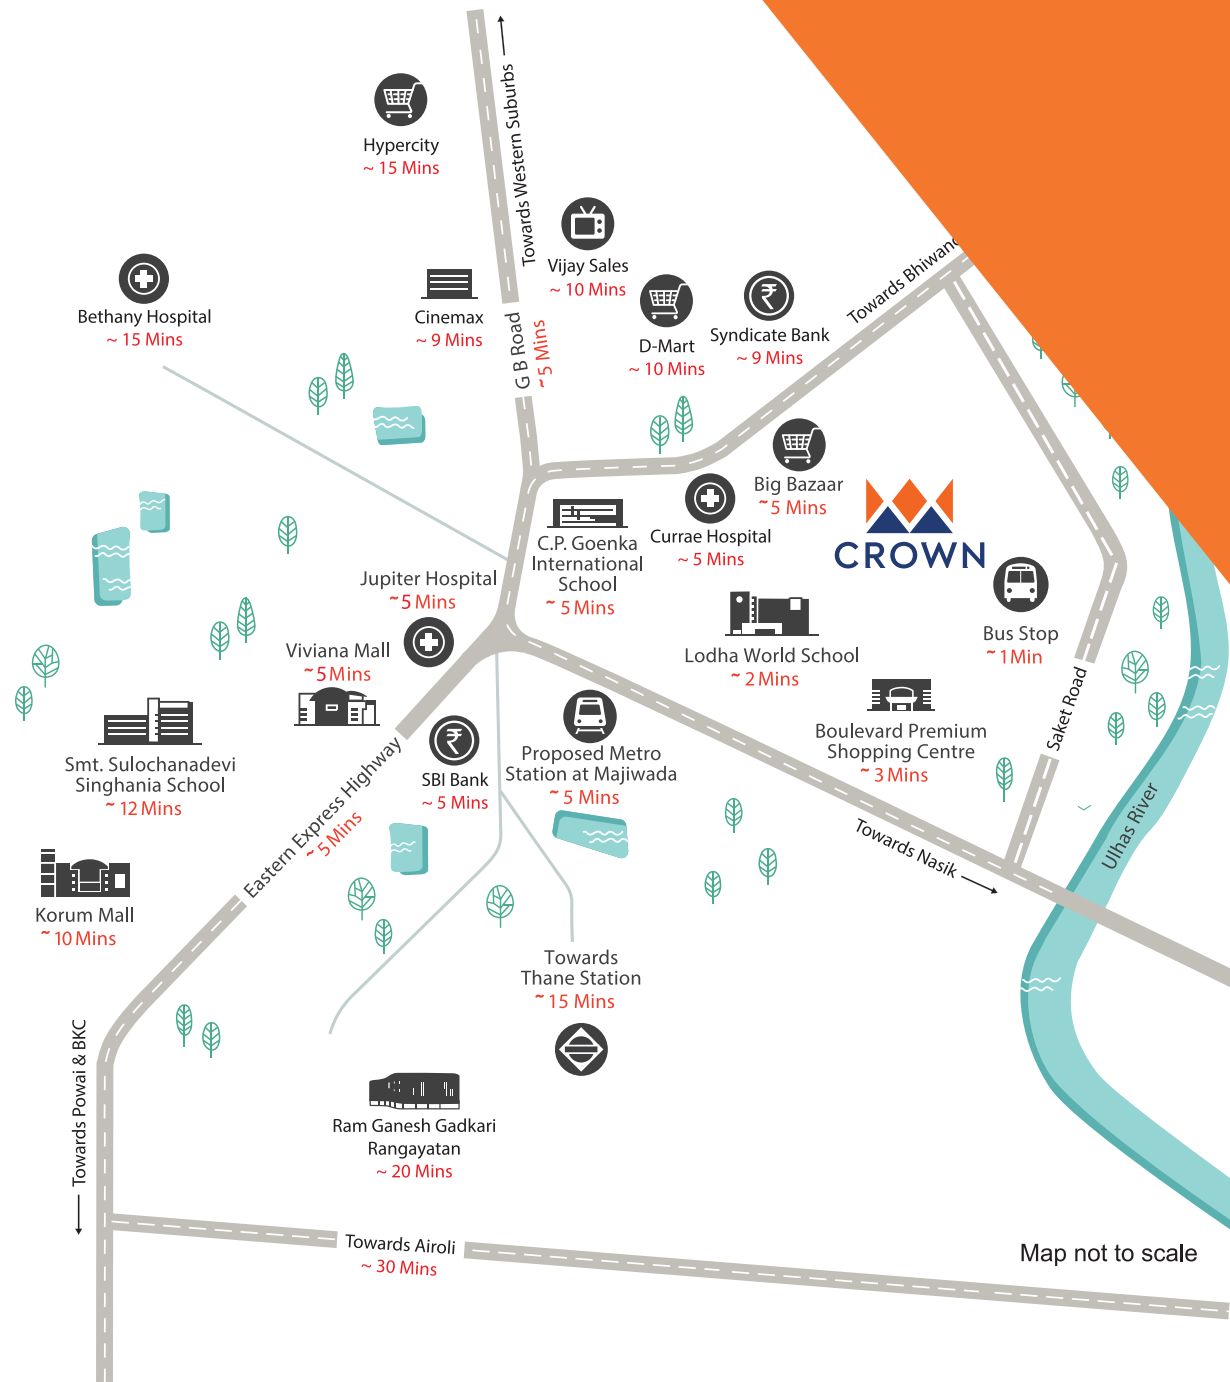 Towards Western Suburbs
Hypercity
~ 15 Mins
Vijay Sales
~ 10 Mins
Towards Bhiwand
Bethany Hospital
~ 15 Mins
Cinemax
~ 9 Mins
G B Road
~ 5 Mins
D-Mart
~ 10 Mins
Syndicate Bank
~ 9 Mins
Big Bazaar
~ 5 Mins
Currae Hospital
~ 5 Mins
CROWN
C.P. Goenka
International
School
~ 5 Mins
Jupiter Hospital
~ 5 Mins
Viviana Mall
~ 5 Mins
Lodha World School
~ 2 Mins
Bus Stop
~ 1 Min
Saket Road
Boulevard Premium
Shopping Centre
~ 3 Mins
Smt. Sulochanadevi
Singhania School
~ 12 Mins
SBI Bank
~ 5 Mins
Proposed Metro
Station at Majiwada
~ 5 Mins
Eastern Express Highway
~ 5 Mins
Towards Nasik
Ulhas River
Korum Mall
~ 10 Mins
Towards
Thane Station
~ 15 Mins
Towards Powai & BKC
Ram Ganesh Gadkari
Rangayatan
~ 20 Mins
Towards Airoli
~ 30 Mins
Map not to scale